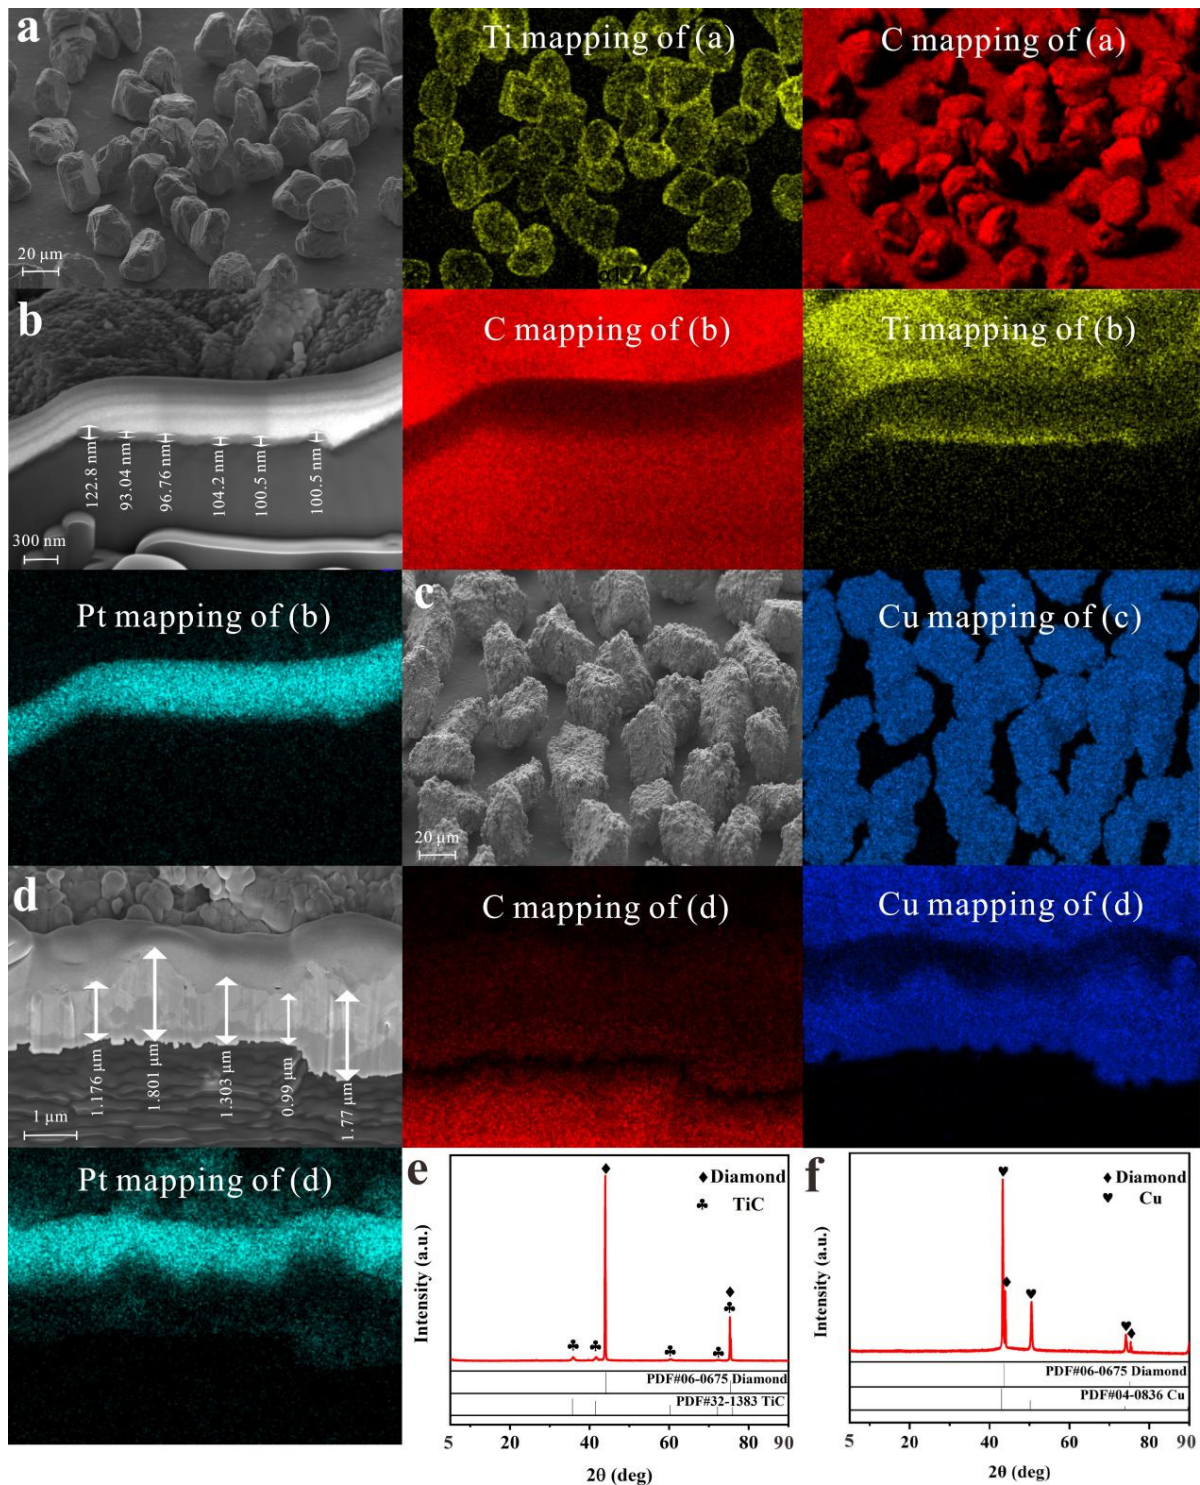 a
Ti mapping of (a)
C mapping of (a)
20 μm
b
C mapping of (b)
Ti mapping of (b)
122.8 nm
93.04 nm
96.76 nm
104.2 nm
100.5 nm
100.5 nm
300 nm
Pt mapping of (b)
c
Cu mapping of (c)
20 μm
d
C mapping of (d)
Cu mapping of (d)
1.176 μm
1.801 μm
1.303 μm
0.99 μm
1.77 μm
1 μm
Pt mapping of (d)
e
♦ Diamond
♣ TiC
Intensity (a.u.)
PDF#06-0675 Diamond
PDF#32-1383 TiC
5 20 40 60 80 90
2θ (deg)
f
♦ Diamond
♥ Cu
Intensity (a.u.)
PDF#06-0675 Diamond
PDF#04-0836 Cu
5 20 40 60 80 90
2θ (deg)